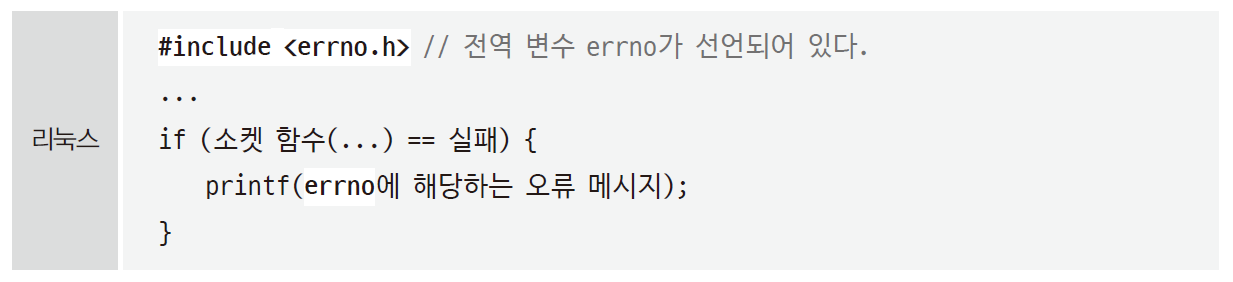 리눅스
#include <errno.h> // 전역 변수 errno가 선언되어 있다.
...
if (소켓 함수(...) == 실패) {
printf(errno에 해당하는 오류 메시지);
}